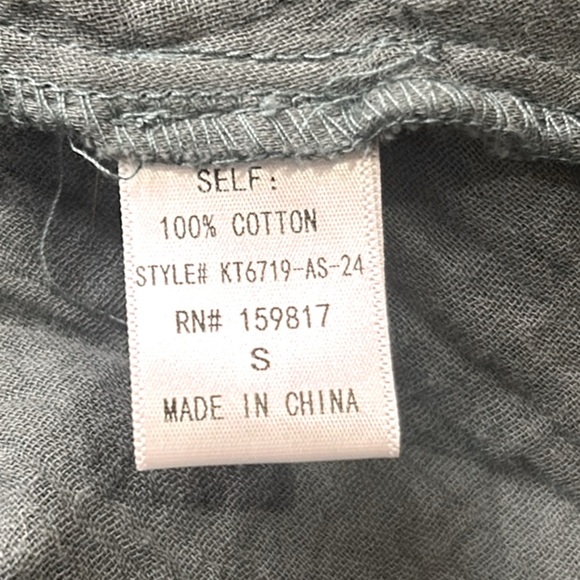 SELF:
100% COTTON
STYLE# KT6719-AS-24
RN# 159817
S
MADE IN CHINA